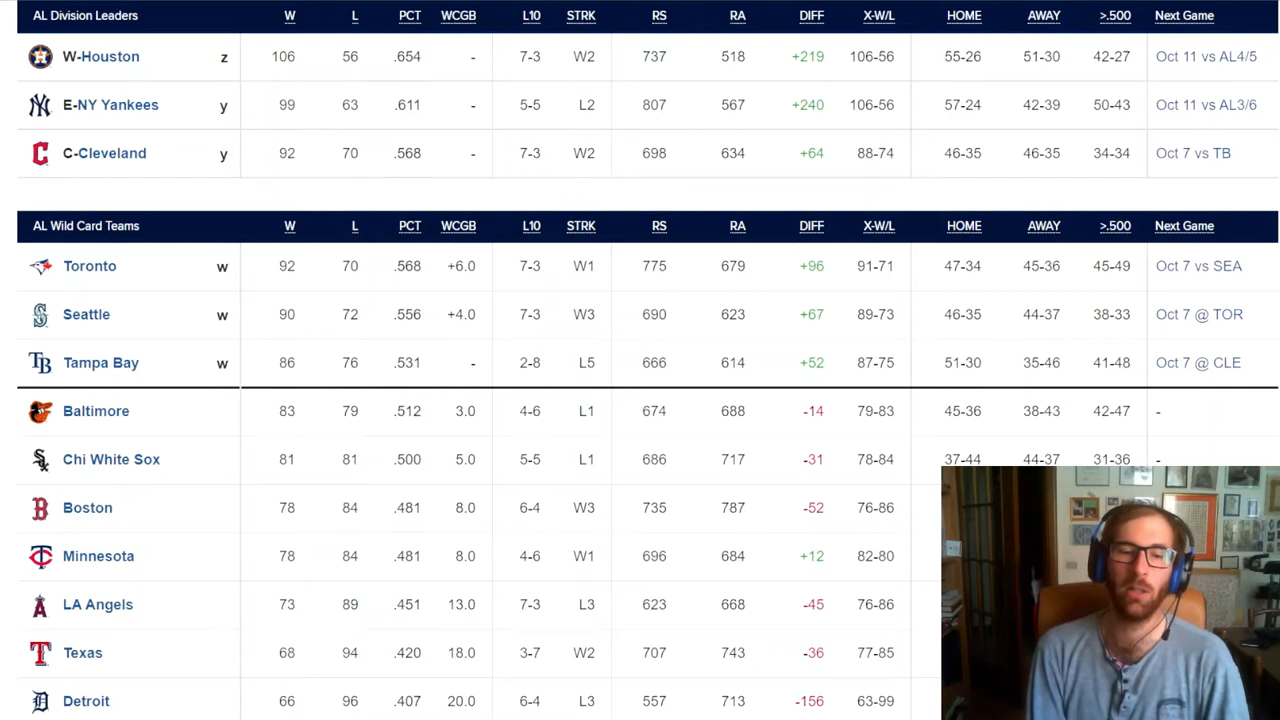 AL Division Leaders W L PCT WCGB L10 STRK RS RA DIFF X-W/L HOME AWAY >.500 Next Game
W-Houston z 106 56 .654 - 7-3 W2 737 518 +219 106-56 55-26 51-30 42-27 Oct 11 vs AL4/5
E-NY Yankees y 99 63 .611 - 5-5 L2 807 567 +240 106-56 57-24 42-39 50-43 Oct 11 vs AL3/6
C-Cleveland y 92 70 .568 - 7-3 W2 698 634 +64 88-74 46-35 46-35 34-34 Oct 7 vs TB
AL Wild Card Teams W L PCT WCGB L10 STRK RS RA DIFF X-W/L HOME AWAY >.500 Next Game
Toronto w 92 70 .568 +6.0 7-3 W1 775 679 +96 91-71 47-34 45-36 45-49 Oct 7 vs SEA
Seattle w 90 72 .556 +4.0 7-3 W3 690 623 +67 89-73 46-35 44-37 38-33 Oct 7 @ TOR
Tampa Bay w 86 76 .531 - 2-8 L5 666 614 +52 87-75 51-30 35-46 41-48 Oct 7 @ CLE
Baltimore 83 79 .512 3.0 4-6 L1 674 688 -14 79-83 45-36 38-43 42-47 -
Chi White Sox 81 81 .500 5.0 5-5 L1 686 717 -31 78-84 37-44 44-37 31-36 -
Boston 78 84 .481 8.0 6-4 W3 735 787 -52 76-86
Minnesota 78 84 .481 8.0 4-6 W1 696 684 +12 82-80
LA Angels 73 89 .451 13.0 7-3 L3 623 668 -45 76-86
Texas 68 94 .420 18.0 3-7 W2 707 743 -36 77-85
Detroit 66 96 .407 20.0 6-4 L3 557 713 -156 63-99